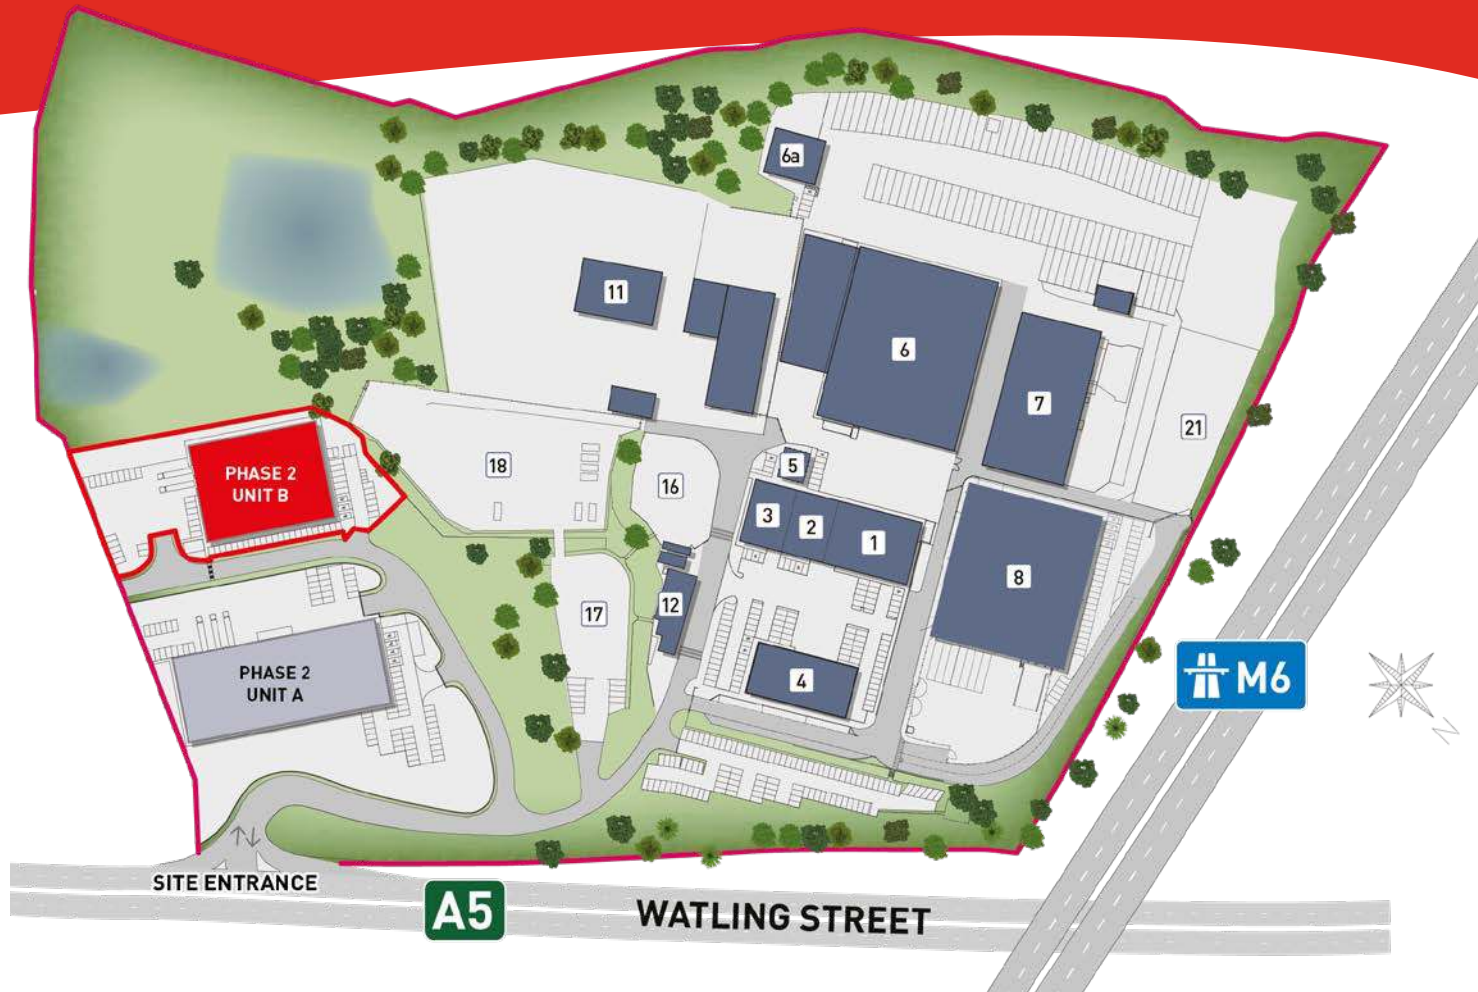 6a
11
6
7
21
PHASE 2
UNIT B
18
16
5
3
2
1
8
17
12
PHASE 2
UNIT A
4
M6
N
SITE ENTRANCE
A5
WATLING STREET